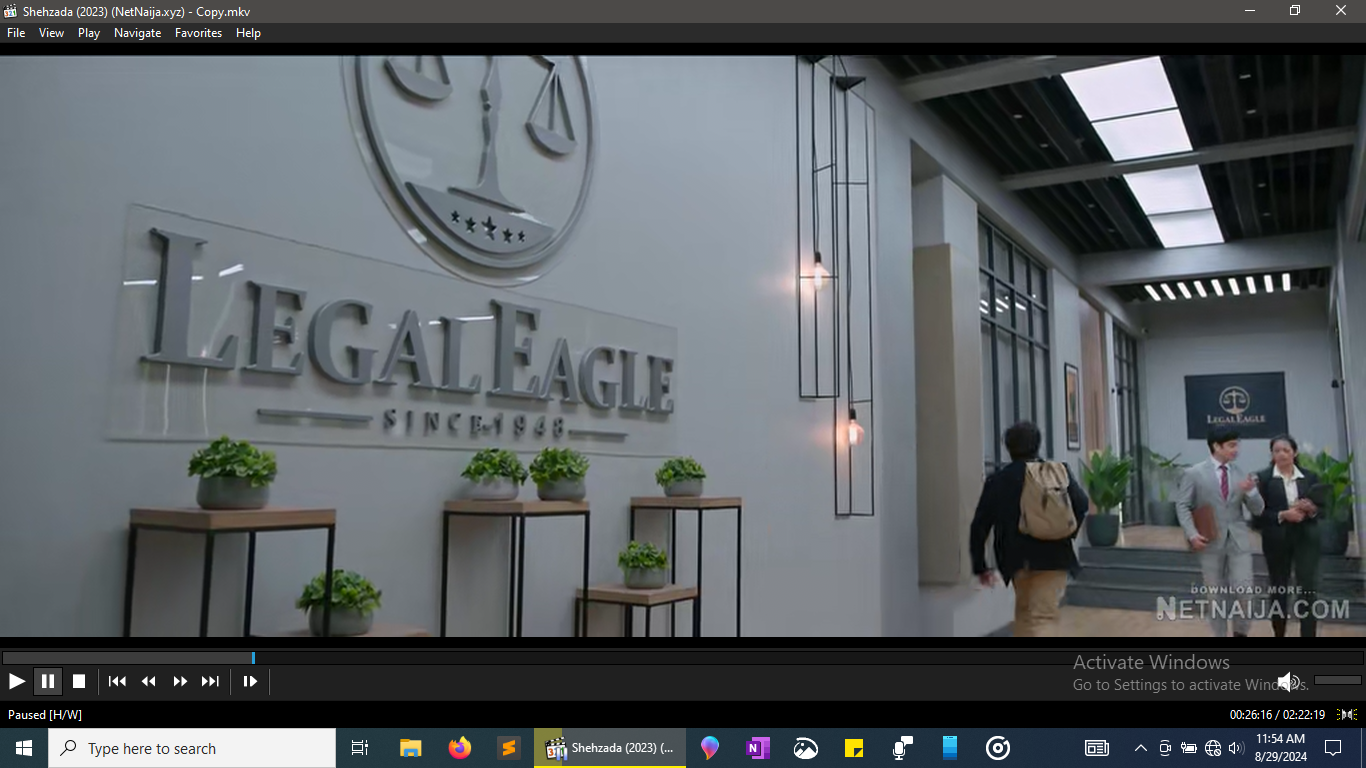 Shehzada (2023) (NetNaija.xyz) - Copy.mkv
File View Play Navigate Favorites Help
LEGAL EAGLE
SINCE 1948
LEGAL EAGLE
DOWNLOAD MORE...
NETNAIJA.COM
Activate Windows
Go to Settings to activate Windows.
Paused [H/W]
00:26:16 / 02:22:19
Type here to search
Shehzada (2023) (...
11:54 AM
8/29/2024